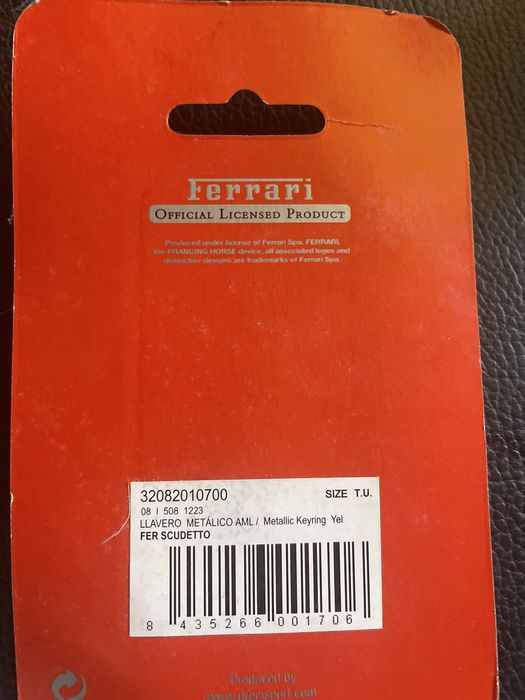 Ferrari
OFFICIAL LICENSED PRODUCT
Produced under license of Ferrari Spa. FERRARI,
the PRANCING HORSE device, all associated logos and
distinctive designs are trademarks of Ferrari Spa.
32082010700 SIZE T.U.
08 I 508 1223
LLAVERO METÁLICO AML / Metallic Keyring Yel
FER SCUDETTO
8 435266 001706
Produced by
www.precisport.com